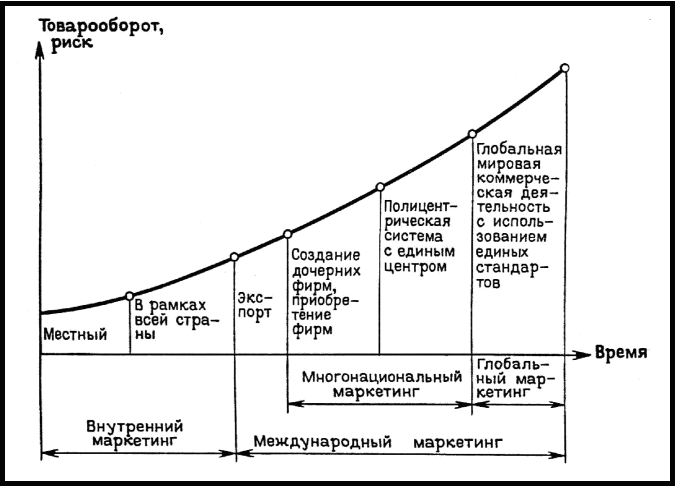 Товарооборот,
риск
Местный
В рамках
всей стра-
ны
Экс-
порт
Создание
дочерних
фирм,
приобре-
тение
фирм
Полицент-
рическая
система
с единым
центром
Глобальная
мировая
коммерче-
ская дея-
тельность
с исполь-
зованием
единых
стандар-
тов
Время
Многонациональный
маркетинг
Глобаль-
ный мар-
кетинг
Внутренний
маркетинг
Международный маркетинг